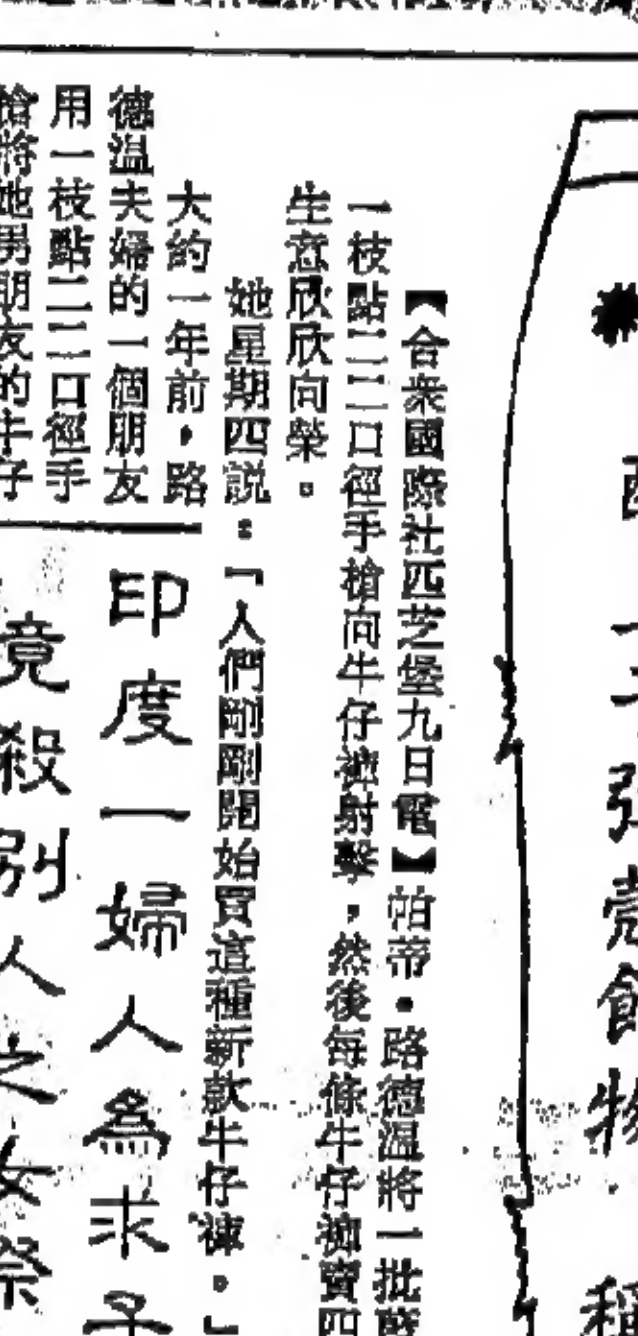 【合衆國際社匹芝堡九日電】帕蒂・路德温將一批
一枝點二二口徑手槍向牛仔褲射擊，然後每條牛仔褲賣四
生意欣欣向榮。
她星期四説：「人們剛剛開始買這種新款牛仔褲。」
大約一年前，路
德温夫婦的一個朋友
用一枝點二二口徑手
槍將她男朋友的牛仔
印度一婦人為求子
竟殺別人之女祭